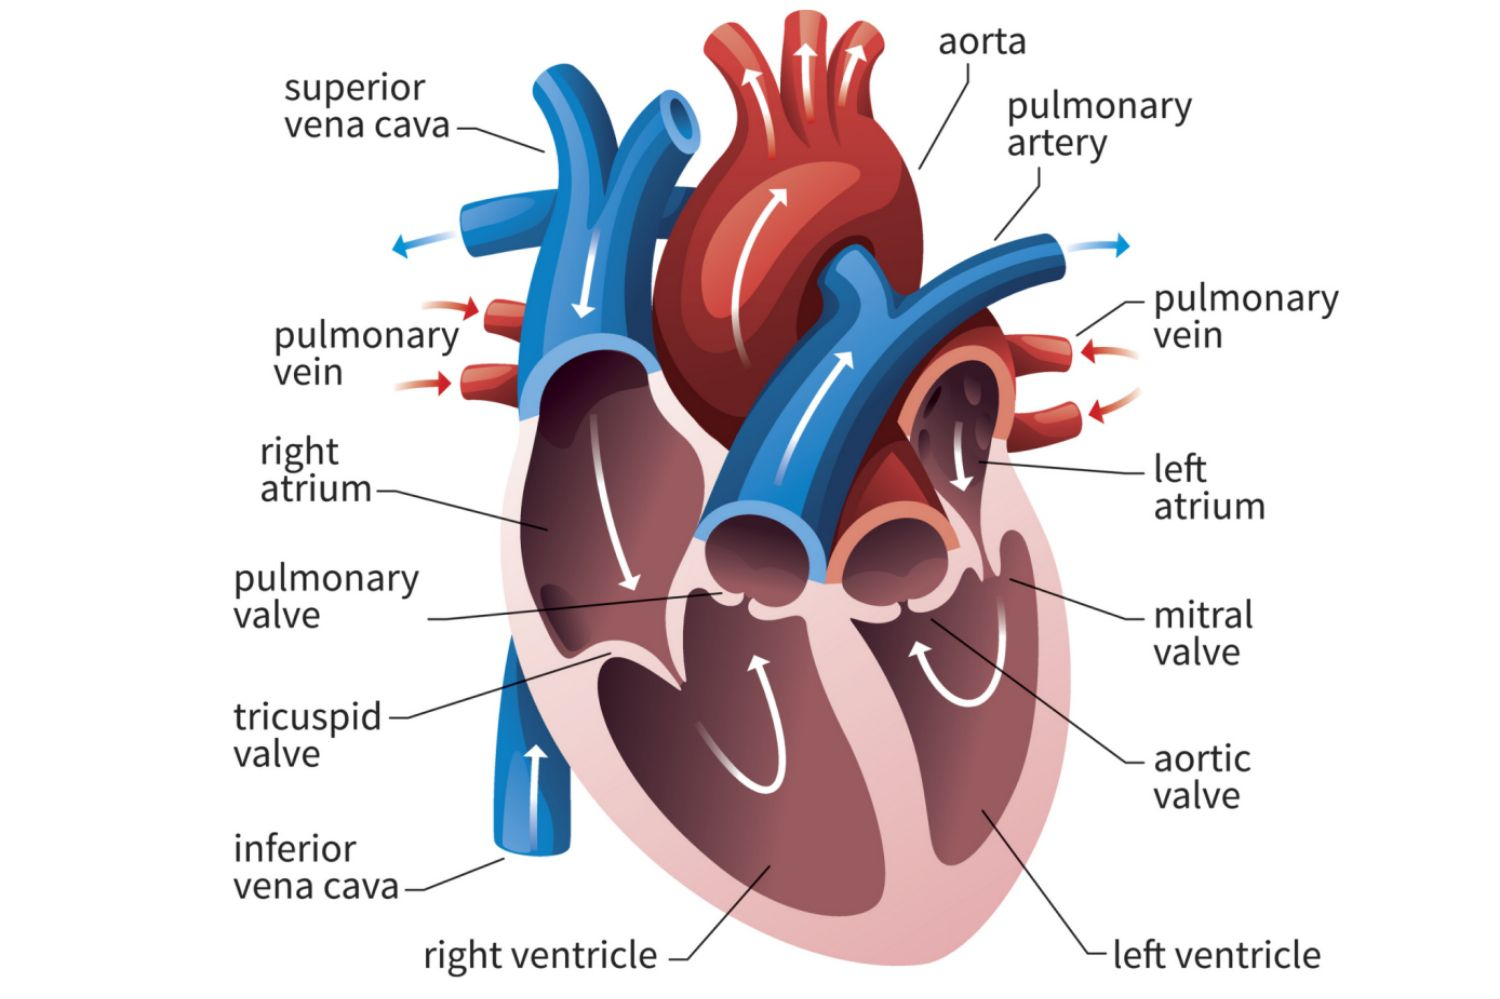 superior
vena cava
aorta
pulmonary
artery
pulmonary
vein
pulmonary
vein
right
atrium
left
atrium
pulmonary
valve
mitral
valve
tricuspid
valve
aortic
valve
inferior
vena cava
right ventricle
left ventricle